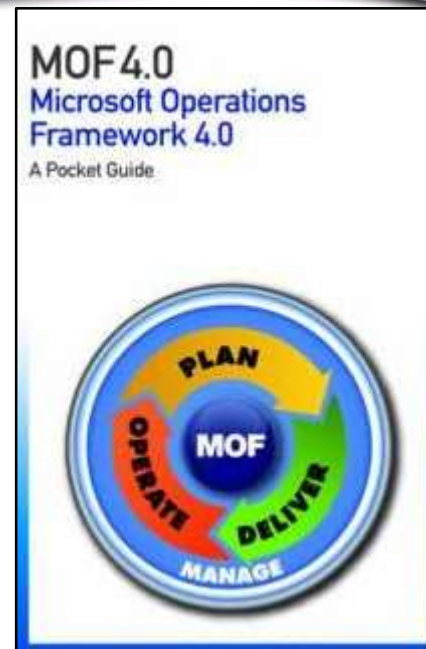 MOF4.0
Microsoft Operations
Framework 4.0
A Pocket Guide
PLAN
OPERATE
MOF
DELIVER
MANAGE